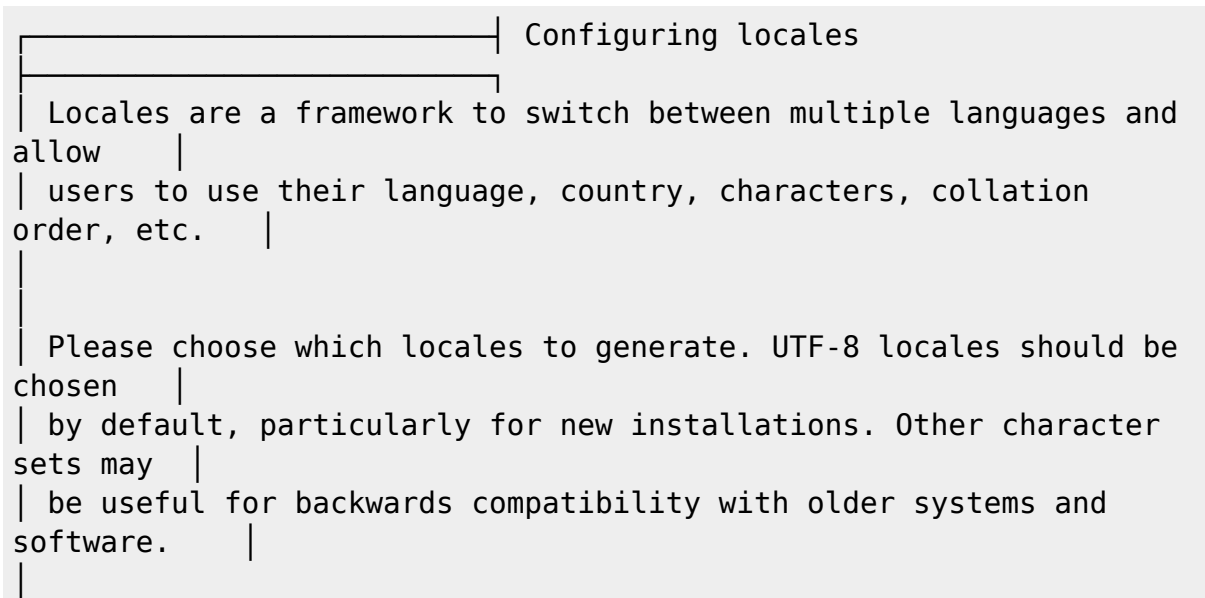 ┌──────────────────────────┤ Configuring locales
├──────────────────────────┐
│ Locales are a framework to switch between multiple languages and
allow    │
│ users to use their language, country, characters, collation
order, etc.   │
│
│
│ Please choose which locales to generate. UTF-8 locales should be
chosen   │
│ by default, particularly for new installations. Other character
sets may  │
│ be useful for backwards compatibility with older systems and
software.    │
│